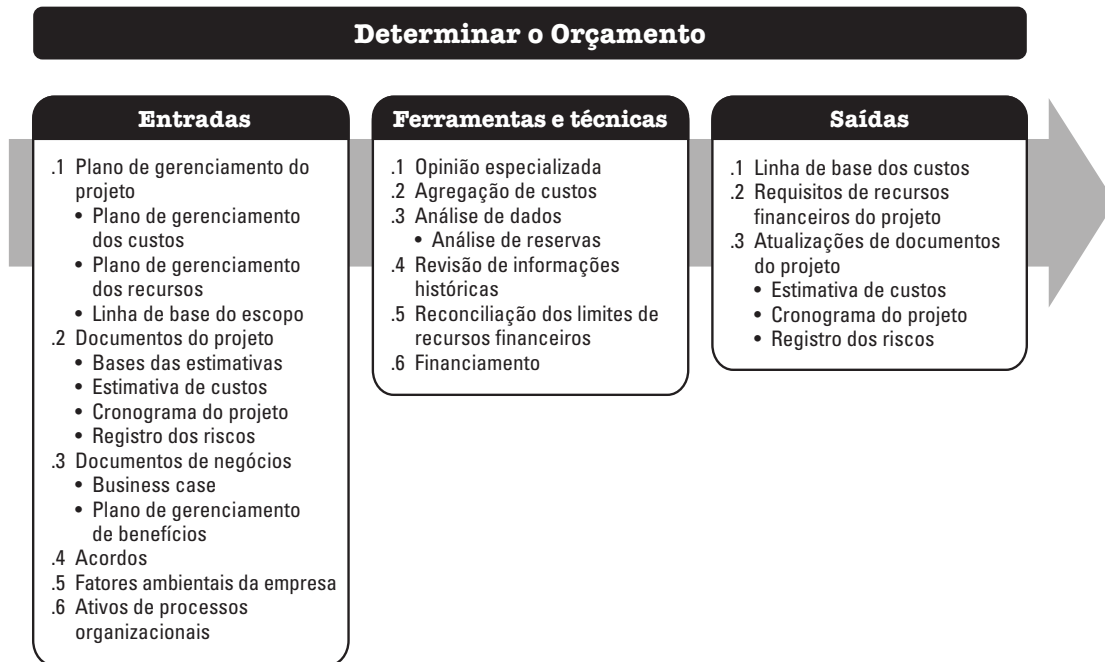 Determinar o Orçamento
Entradas
.1 Plano de gerenciamento do
projeto
• Plano de gerenciamento
dos custos
• Plano de gerenciamento
dos recursos
• Linha de base do escopo
.2 Documentos do projeto
• Bases das estimativas
• Estimativa de custos
• Cronograma do projeto
• Registro dos riscos
.3 Documentos de negócios
• Business case
• Plano de gerenciamento
de benefícios
.4 Acordos
.5 Fatores ambientais da empresa
.6 Ativos de processos
organizacionais
Ferramentas e técnicas
.1 Opinião especializada
.2 Agregação de custos
.3 Análise de dados
• Análise de reservas
.4 Revisão de informações
históricas
.5 Reconciliação dos limites de
recursos financeiros
.6 Financiamento
Saídas
.1 Linha de base dos custos
.2 Requisitos de recursos
financeiros do projeto
.3 Atualizações de documentos
do projeto
• Estimativa de custos
• Cronograma do projeto
• Registro dos riscos